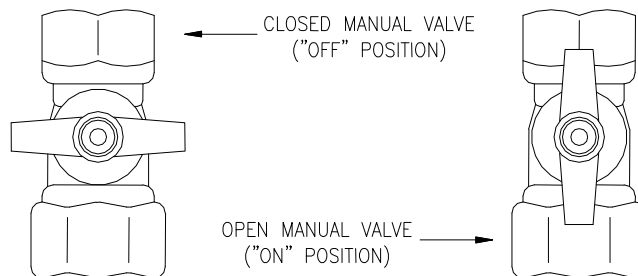 CLOSED MANUAL VALVE
("OFF" POSITION)
OPEN MANUAL VALVE
("ON" POSITION)